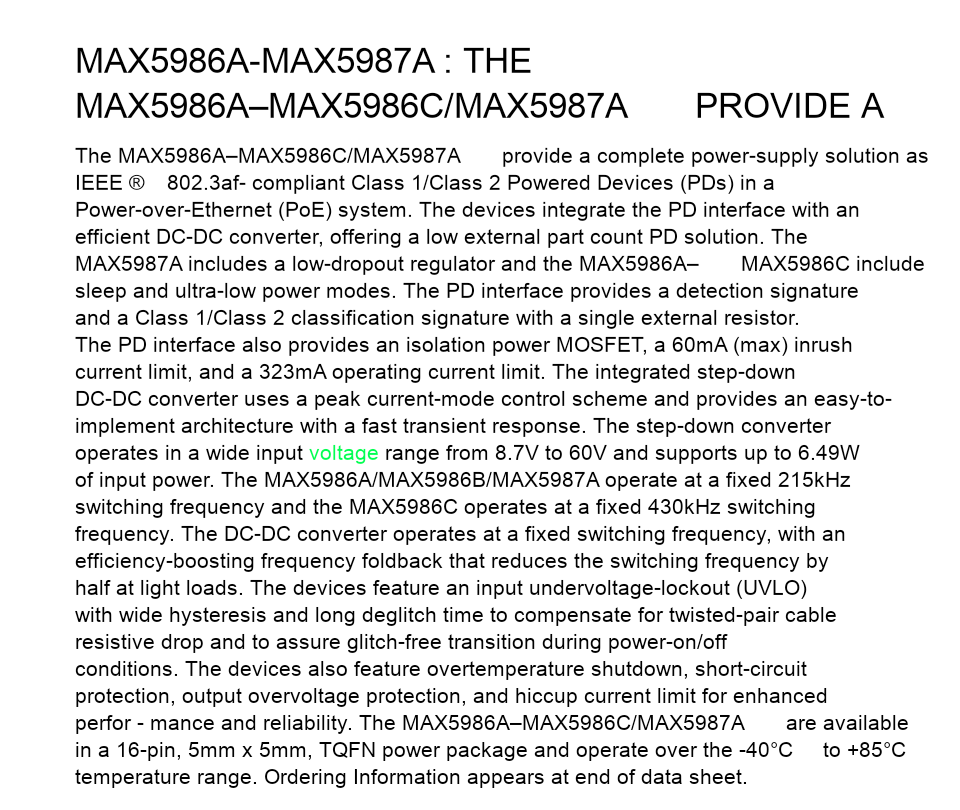 MAX5986A-MAX5987A : THE
MAX5986A–MAX5986C/MAX5987A PROVIDE A
The MAX5986A–MAX5986C/MAX5987A provide a complete power-supply solution as
IEEE ® 802.3af- compliant Class 1/Class 2 Powered Devices (PDs) in a
Power-over-Ethernet (PoE) system. The devices integrate the PD interface with an
efficient DC-DC converter, offering a low external part count PD solution. The
MAX5987A includes a low-dropout regulator and the MAX5986A– MAX5986C include
sleep and ultra-low power modes. The PD interface provides a detection signature
and a Class 1/Class 2 classification signature with a single external resistor.
The PD interface also provides an isolation power MOSFET, a 60mA (max) inrush
current limit, and a 323mA operating current limit. The integrated step-down
DC-DC converter uses a peak current-mode control scheme and provides an easy-to-
implement architecture with a fast transient response. The step-down converter
operates in a wide input voltage range from 8.7V to 60V and supports up to 6.49W
of input power. The MAX5986A/MAX5986B/MAX5987A operate at a fixed 215kHz
switching frequency and the MAX5986C operates at a fixed 430kHz switching
frequency. The DC-DC converter operates at a fixed switching frequency, with an
efficiency-boosting frequency foldback that reduces the switching frequency by
half at light loads. The devices feature an input undervoltage-lockout (UVLO)
with wide hysteresis and long deglitch time to compensate for twisted-pair cable
resistive drop and to assure glitch-free transition during power-on/off
conditions. The devices also feature overtemperature shutdown, short-circuit
protection, output overvoltage protection, and hiccup current limit for enhanced
perfor - mance and reliability. The MAX5986A–MAX5986C/MAX5987A are available
in a 16-pin, 5mm x 5mm, TQFN power package and operate over the -40°C to +85°C
temperature range. Ordering Information appears at end of data sheet.